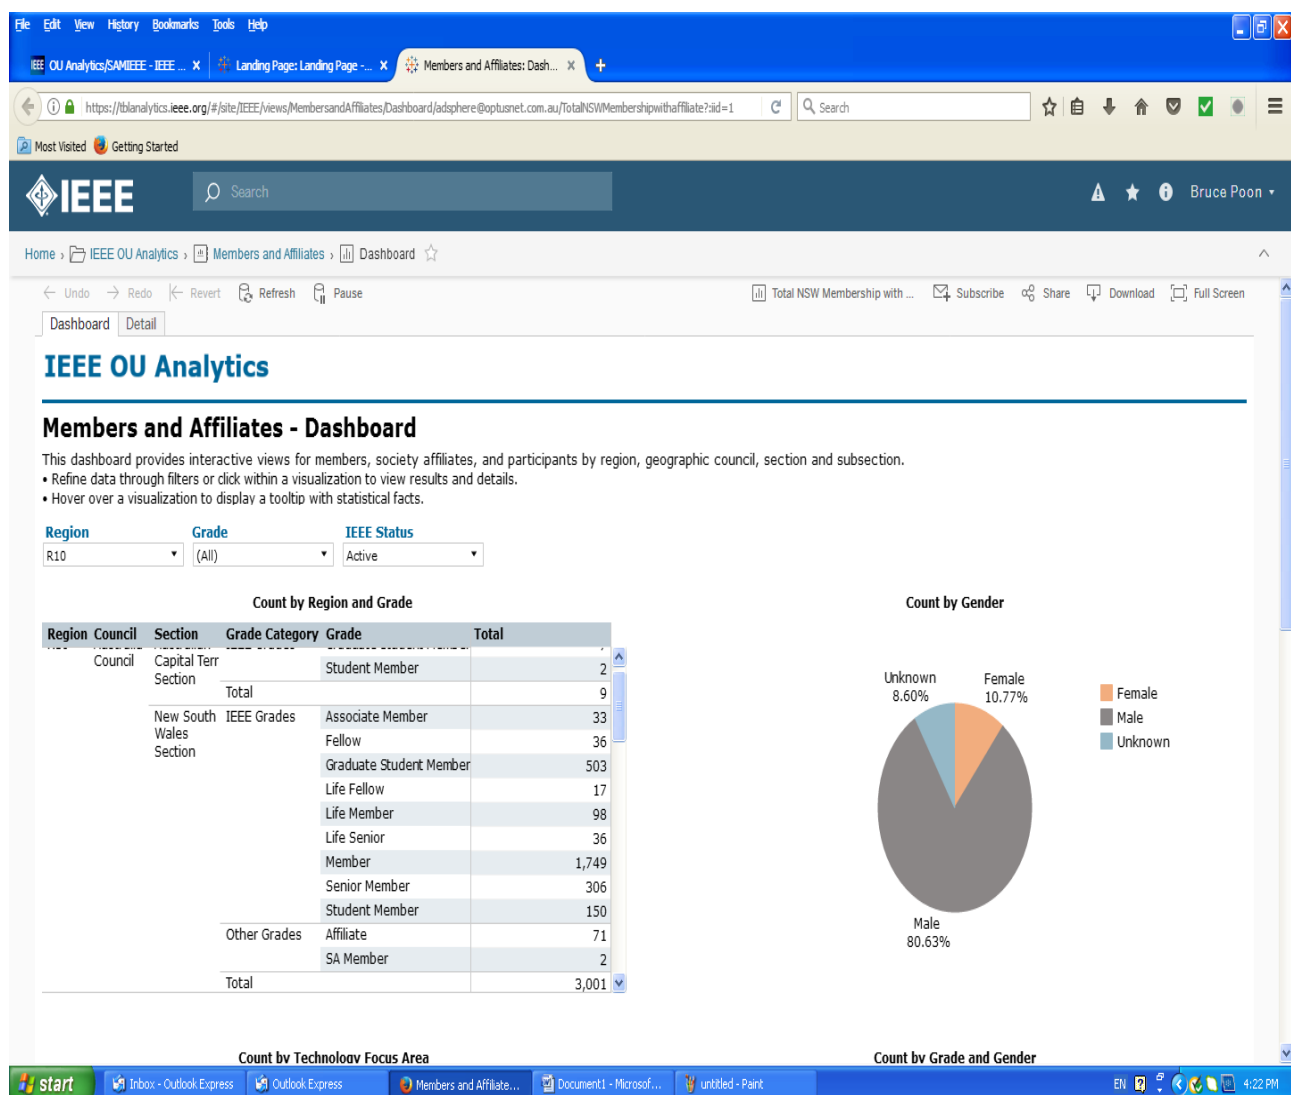 File Edit View History Bookmarks Tools Help
IEEE OU Analytics/SAMIEEE - IEEE ... X Landing Page: Landing Page -... X Members and Affiliates: Dash... X +
https://tblanalytics.ieee.org/#/site/IEEE/views/MembersandAffiliates/Dashboard/adsphere@optusnet.com.au/TotalNSWMembershipwithaffiliate?:iid=1 Search
Most Visited Getting Started
IEEE Search Bruce Poon
Home › IEEE OU Analytics › Members and Affiliates › Dashboard
Undo Redo Revert Refresh Pause Total NSW Membership with ... Subscribe Share Download Full Screen
Dashboard Detail
IEEE OU Analytics
Members and Affiliates - Dashboard
This dashboard provides interactive views for members, society affiliates, and participants by region, geographic council, section and subsection.
• Refine data through filters or click within a visualization to view results and details.
• Hover over a visualization to display a tooltip with statistical facts.
Region Grade IEEE Status
R10 (All) Active
Count by Region and Grade
Region Council Section Grade Category Grade Total
Council Capital Terr Section
Student Member 2
Total 9
New South Wales Section IEEE Grades Associate Member 33
Fellow 36
Graduate Student Member 503
Life Fellow 17
Life Member 98
Life Senior 36
Member 1,749
Senior Member 306
Student Member 150
Other Grades Affiliate 71
SA Member 2
Total 3,001
Count by Gender
Unknown 8.60%
Female 10.77%
Male 80.63%
Female
Male
Unknown
Count by Technology Focus Area
Count by Grade and Gender
start Inbox - Outlook Express Outlook Express Members and Affiliate... Document1 - Microsof... untitled - Paint EN 4:22 PM